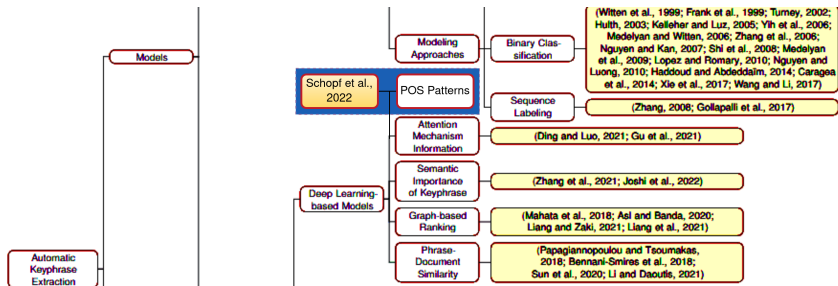 (Witten et al., 1999; Frank et al., 1999; Turney, 2002;
Hulth, 2003; Kelleher and Luz, 2005; Yih et al., 2006;
Medelyan and Witten, 2006; Zhang et al., 2006;
Nguyen and Kan, 2007; Shi et al., 2008; Medelyan
et al., 2009; Lopez and Romary, 2010; Nguyen and
Luong, 2010; Haddoud and Abdeddaïm, 2014; Caragea
et al., 2014; Xie et al., 2017; Wang and Li, 2017)
Models
Modeling
Approaches
Binary Clas-
sification
Schopf et al.,
2022
POS Patterns
Sequence
Labeling
(Zhang, 2008; Gollapalli et al., 2017)
Attention
Mechanism
Information
(Ding and Luo, 2021; Gu et al., 2021)
Semantic
Importance
of Keyphrase
(Zhang et al., 2021; Joshi et al., 2022)
Deep Learning-
based Models
Graph-based
Ranking
(Mahata et al., 2018; Asl and Banda, 2020;
Liang and Zaki, 2021; Liang et al., 2021)
Automatic
Keyphrase
Extraction
Phrase-
Document
Similarity
(Papagiannopoulou and Tsoumakas,
2018; Bennani-Smires et al., 2018;
Sun et al., 2020; Li and Daoutis, 2021)